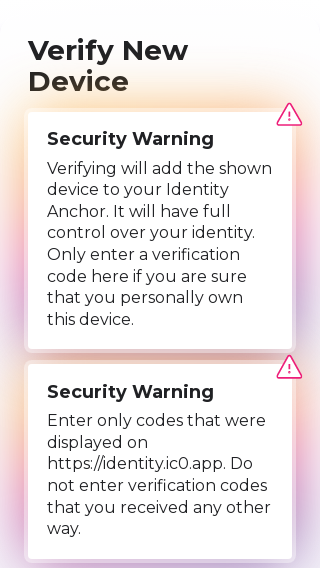 Verify New
Device
Security Warning
Verifying will add the shown
device to your Identity
Anchor. It will have full
control over your identity.
Only enter a verification
code here if you are sure
that you personally own
this device.
Security Warning
Enter only codes that were
displayed on
https://identity.ic0.app. Do
not enter verification codes
that you received any other
way.